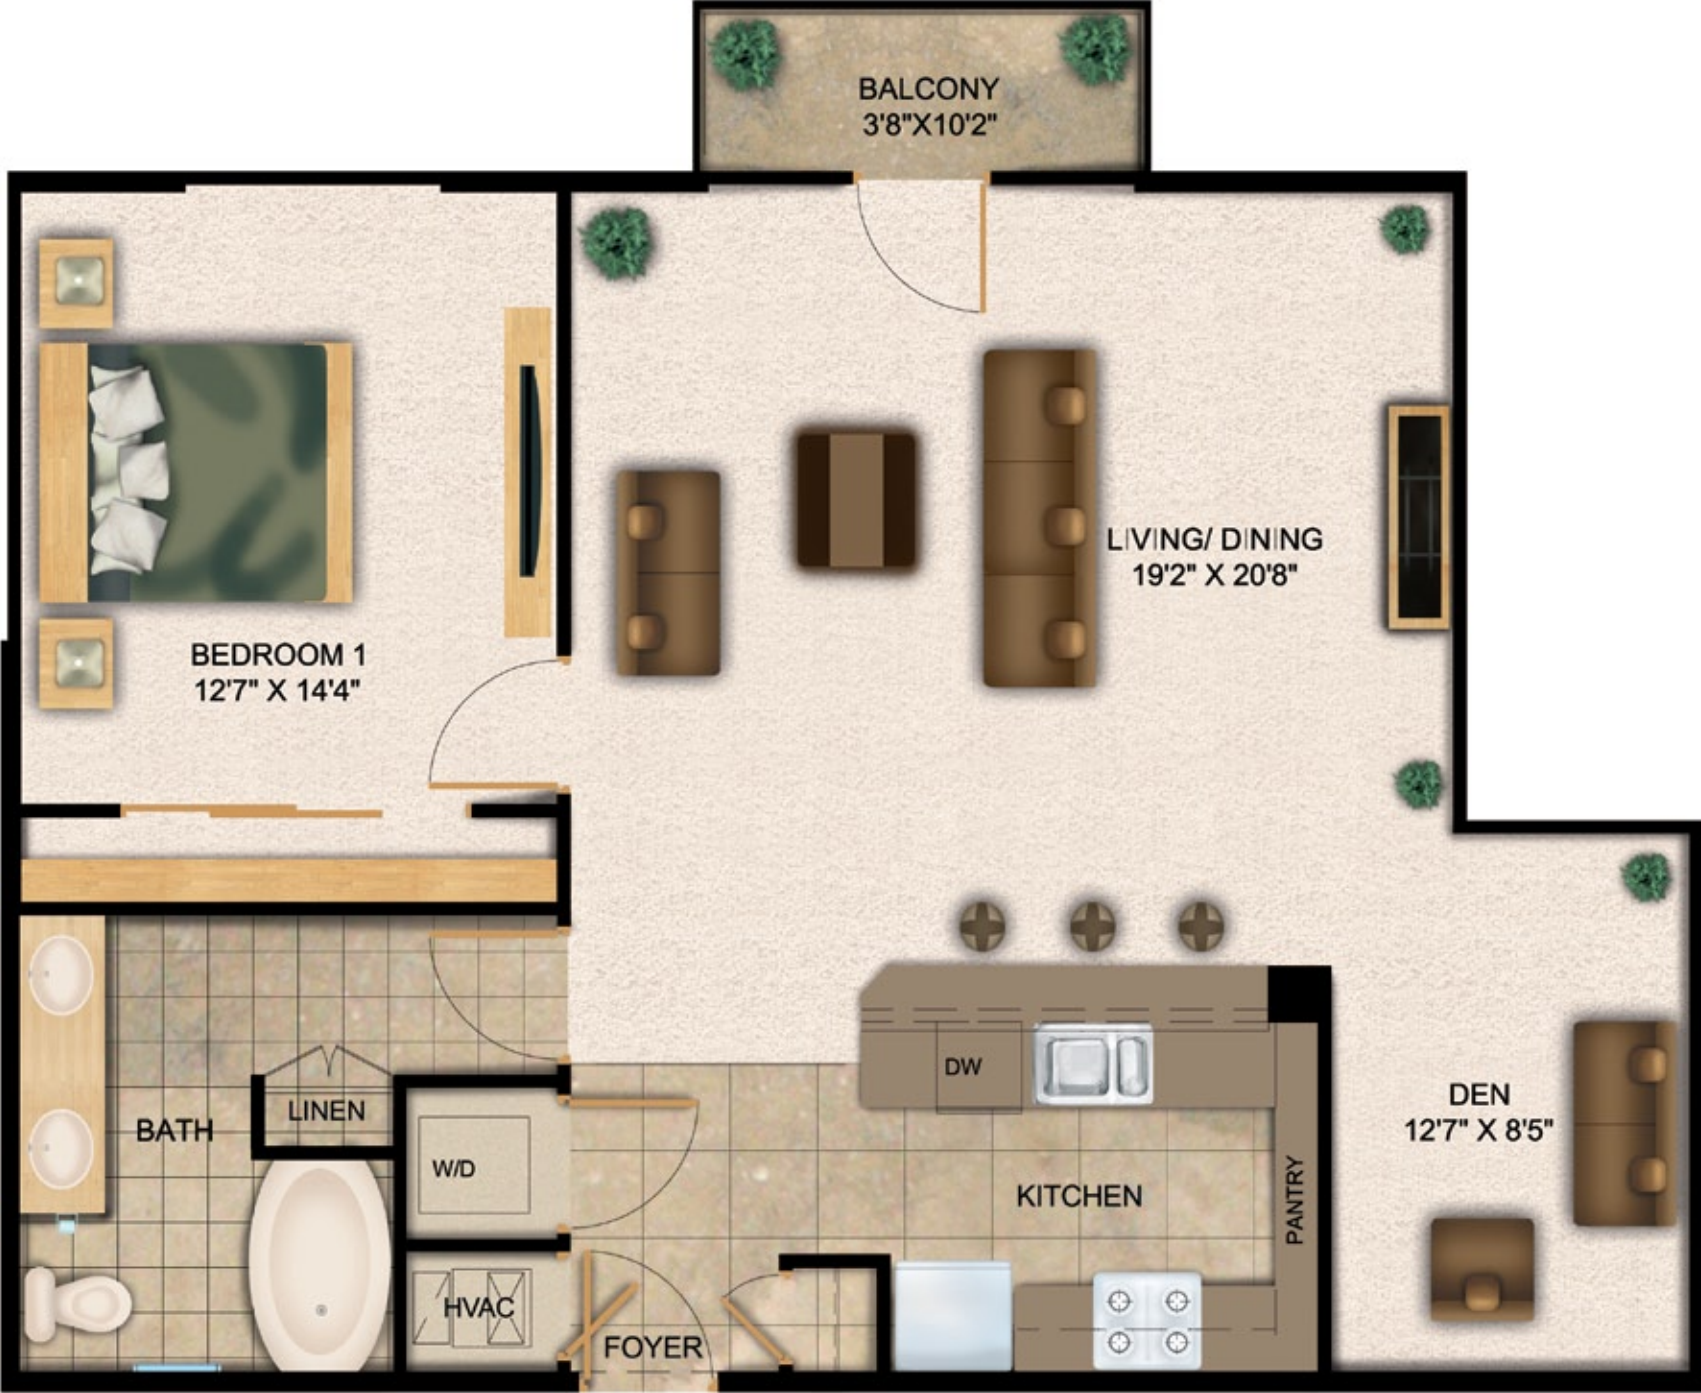 BALCONY
3'8"X10'2"
LIVING/ DINING
19'2" X 20'8"
BEDROOM 1
12'7" X 14'4"
DW
DEN
12'7" X 8'5"
LINEN
BATH
W/D
KITCHEN
PANTRY
HVAC
FOYER